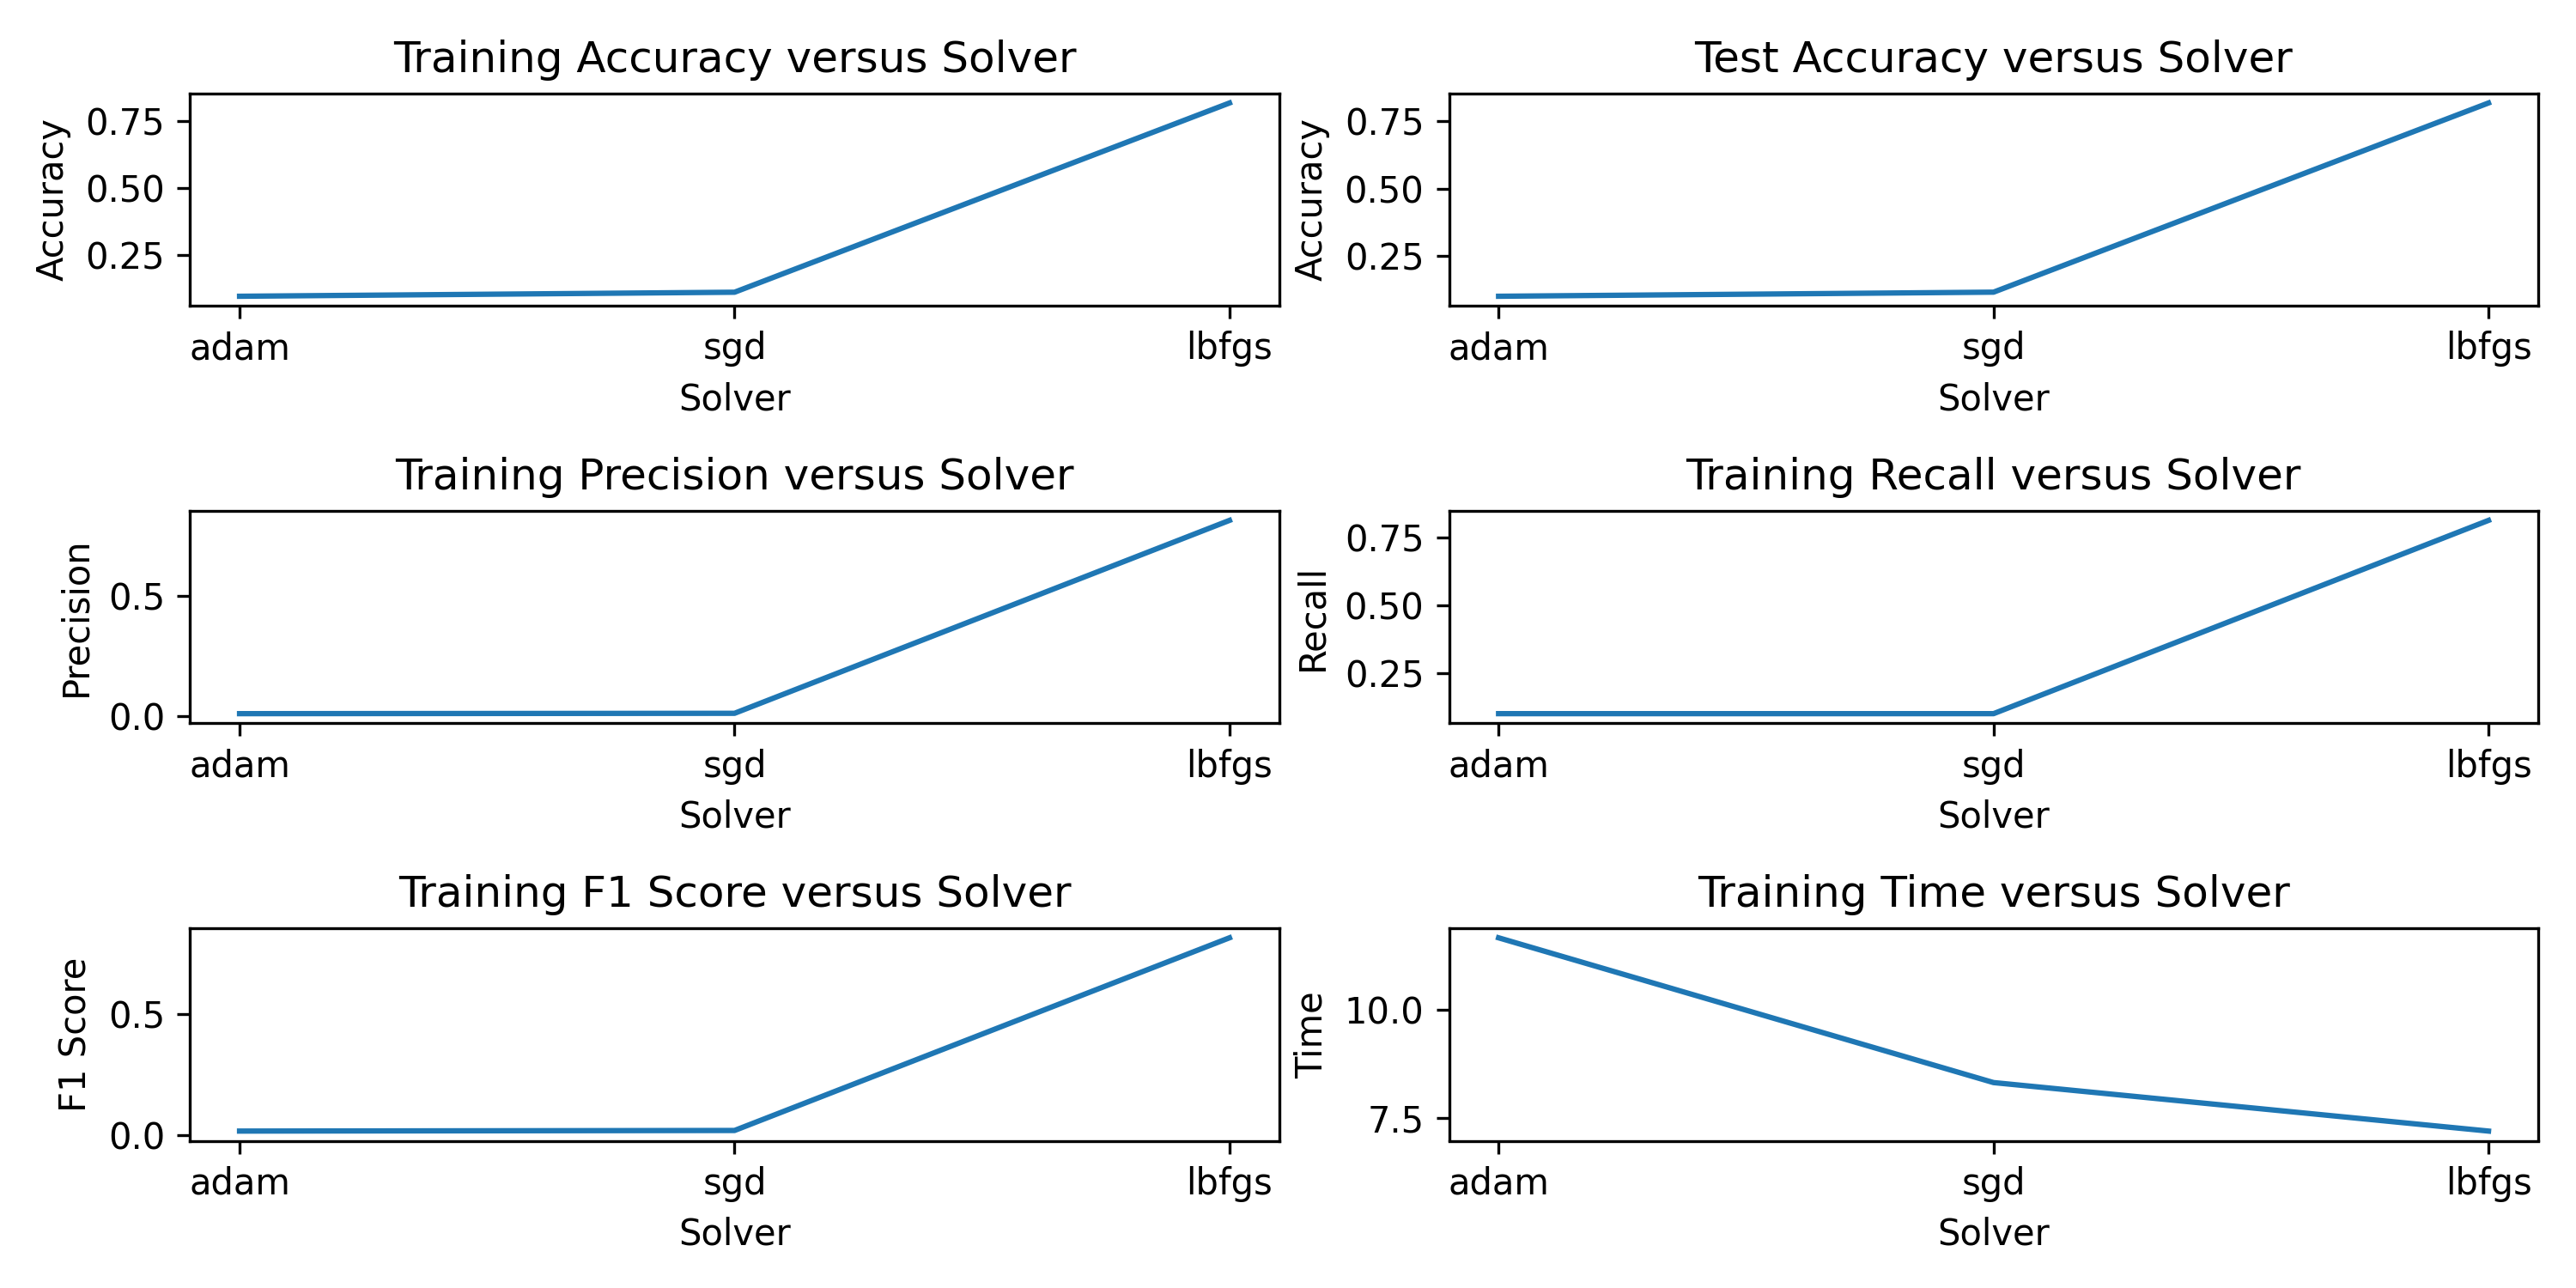 Training Accuracy versus Solver
Accuracy
0.75
0.50
0.25
adam sgd lbfgs
Solver
Test Accuracy versus Solver
Accuracy
0.75
0.50
0.25
adam sgd lbfgs
Solver
Training Precision versus Solver
Precision
0.5
0.0
adam sgd lbfgs
Solver
Training Recall versus Solver
Recall
0.75
0.50
0.25
adam sgd lbfgs
Solver
Training F1 Score versus Solver
F1 Score
0.5
0.0
adam sgd lbfgs
Solver
Training Time versus Solver
Time
10.0
7.5
adam sgd lbfgs
Solver